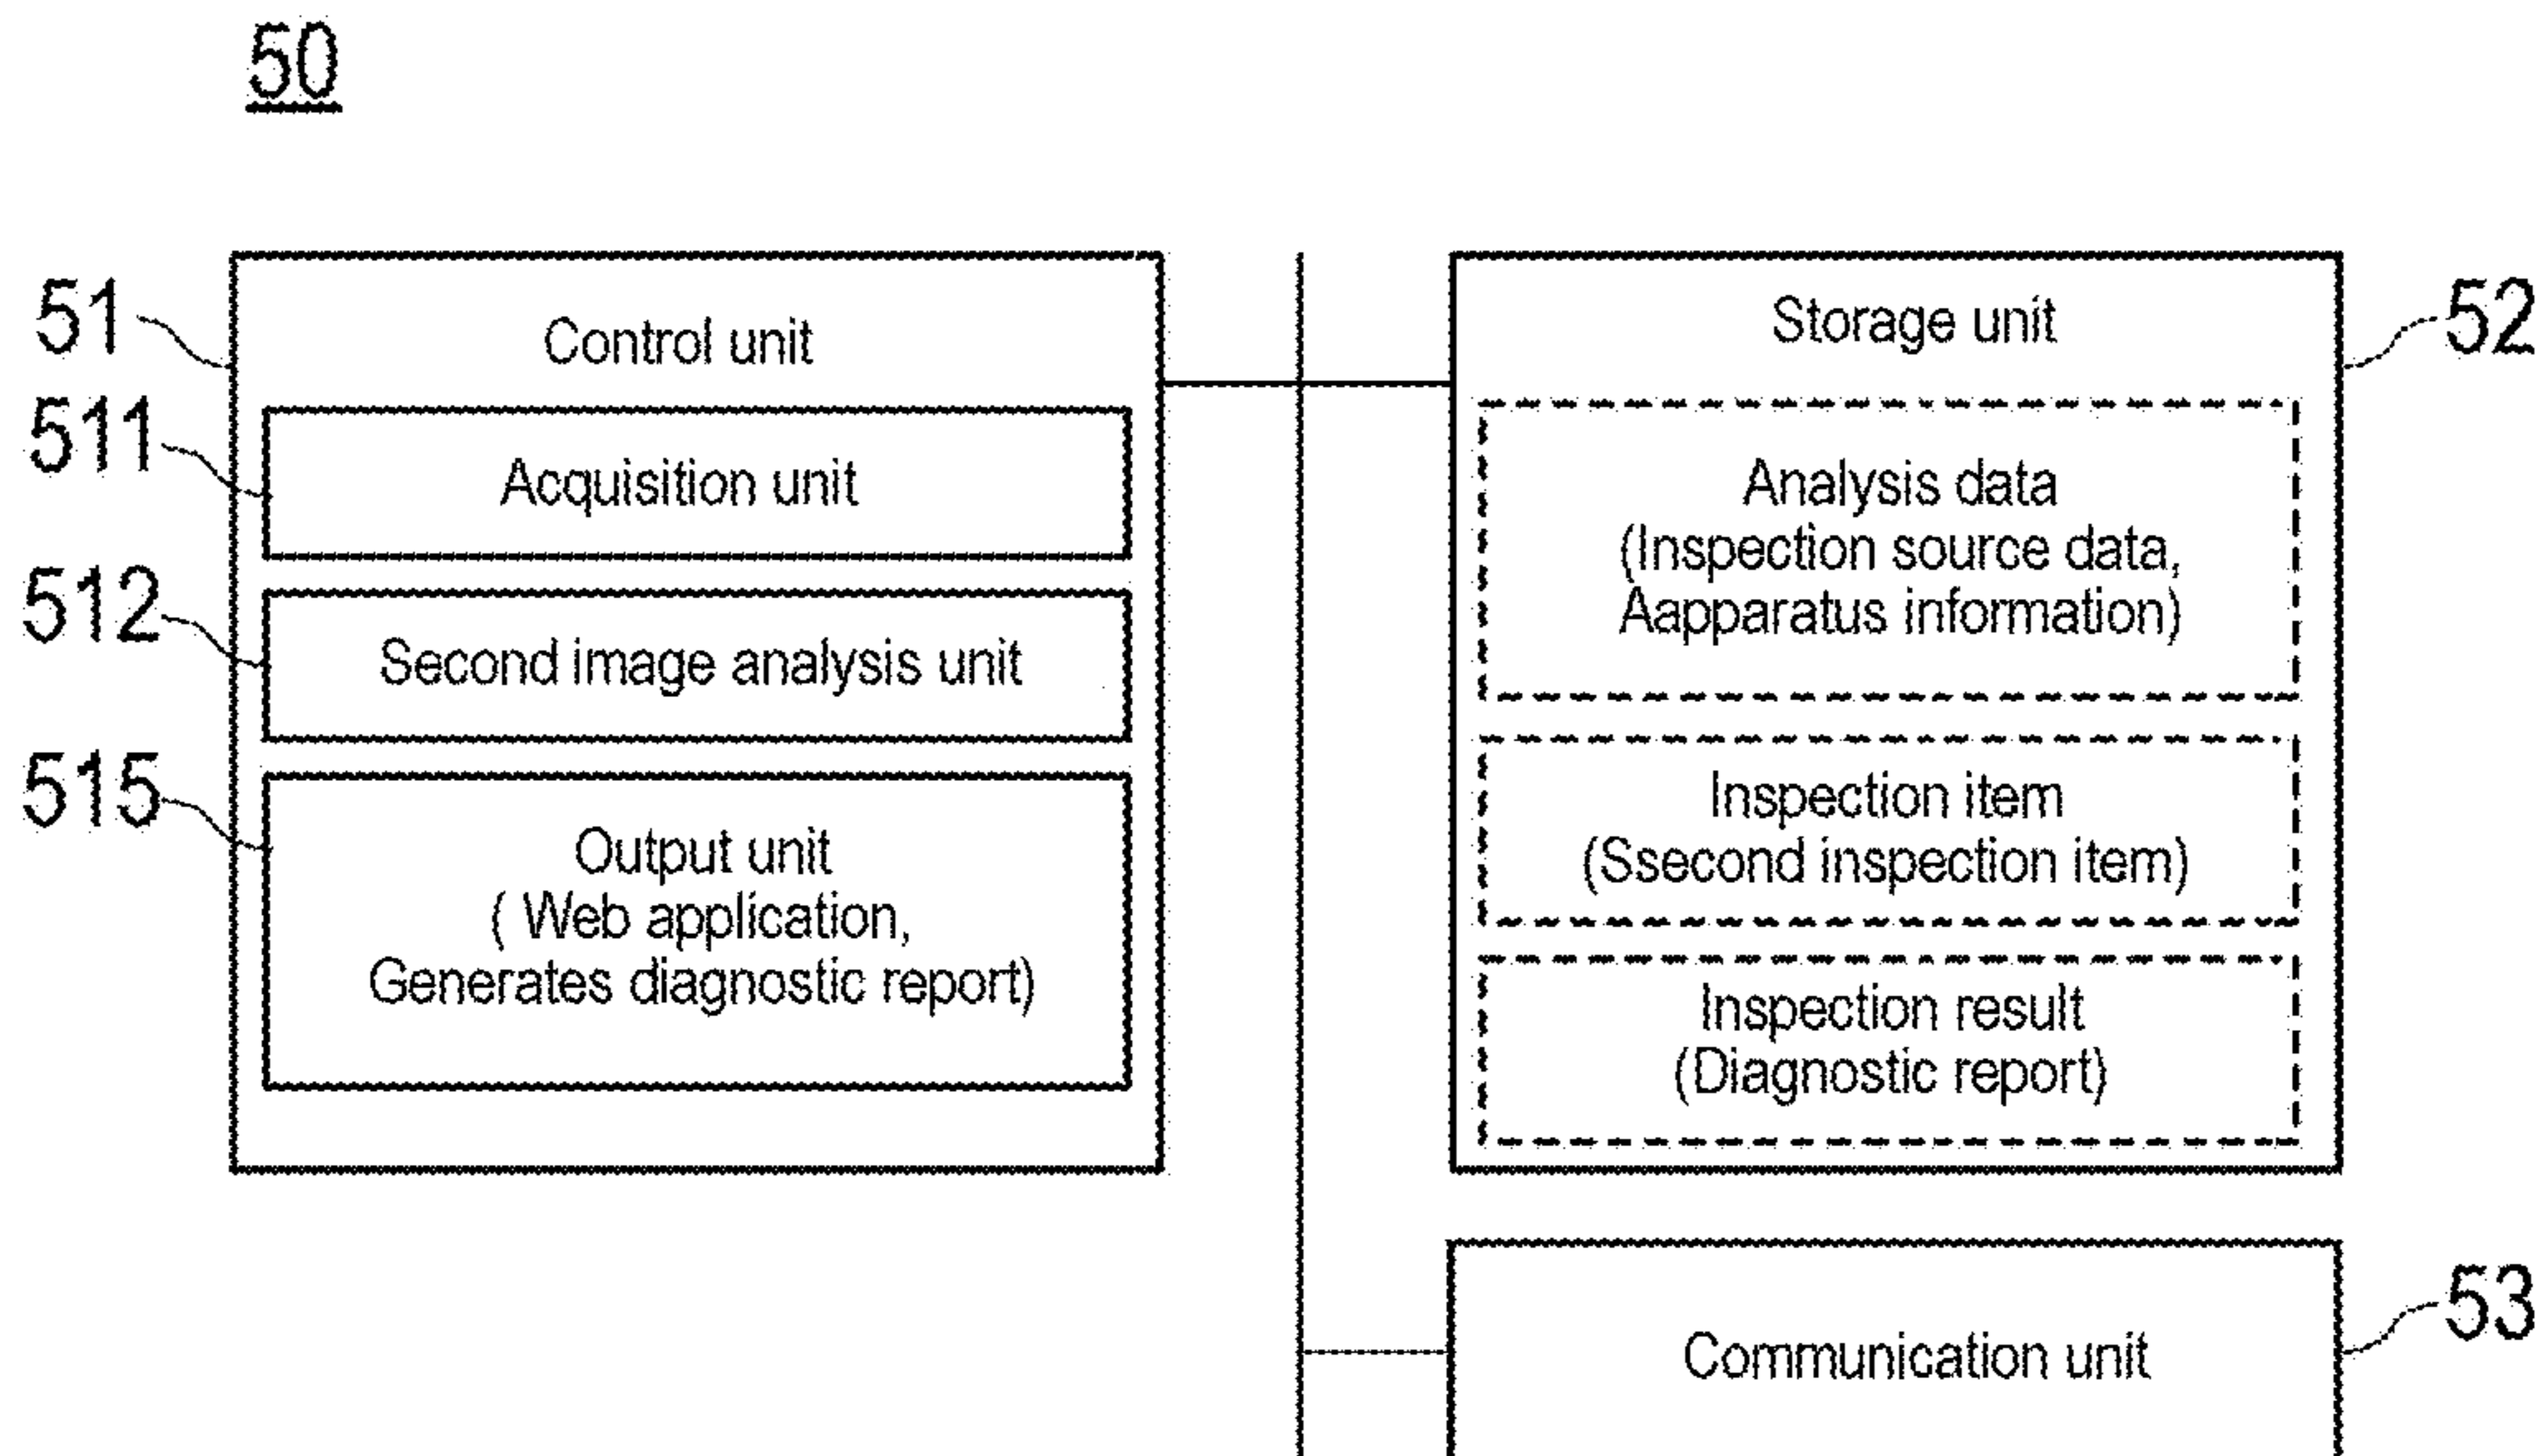 50
51
Control unit
511
Acquisition unit
512
Second image analysis unit
515
Output unit
( Web application,
Generates diagnostic report)
Storage unit
52
Analysis data
(Inspection source data,
Aapparatus information)
Inspection item
(Ssecond inspection item)
Inspection result
(Diagnostic report)
Communication unit
53